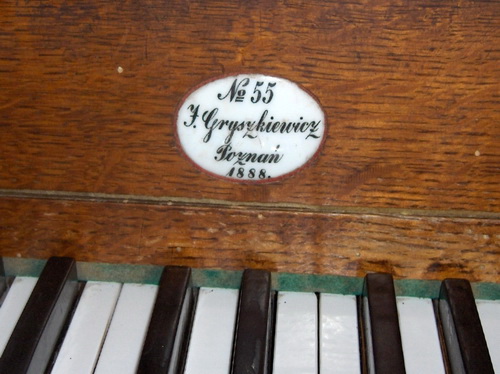 № 55
J. Gryszkiewicz
Poznań
1888.